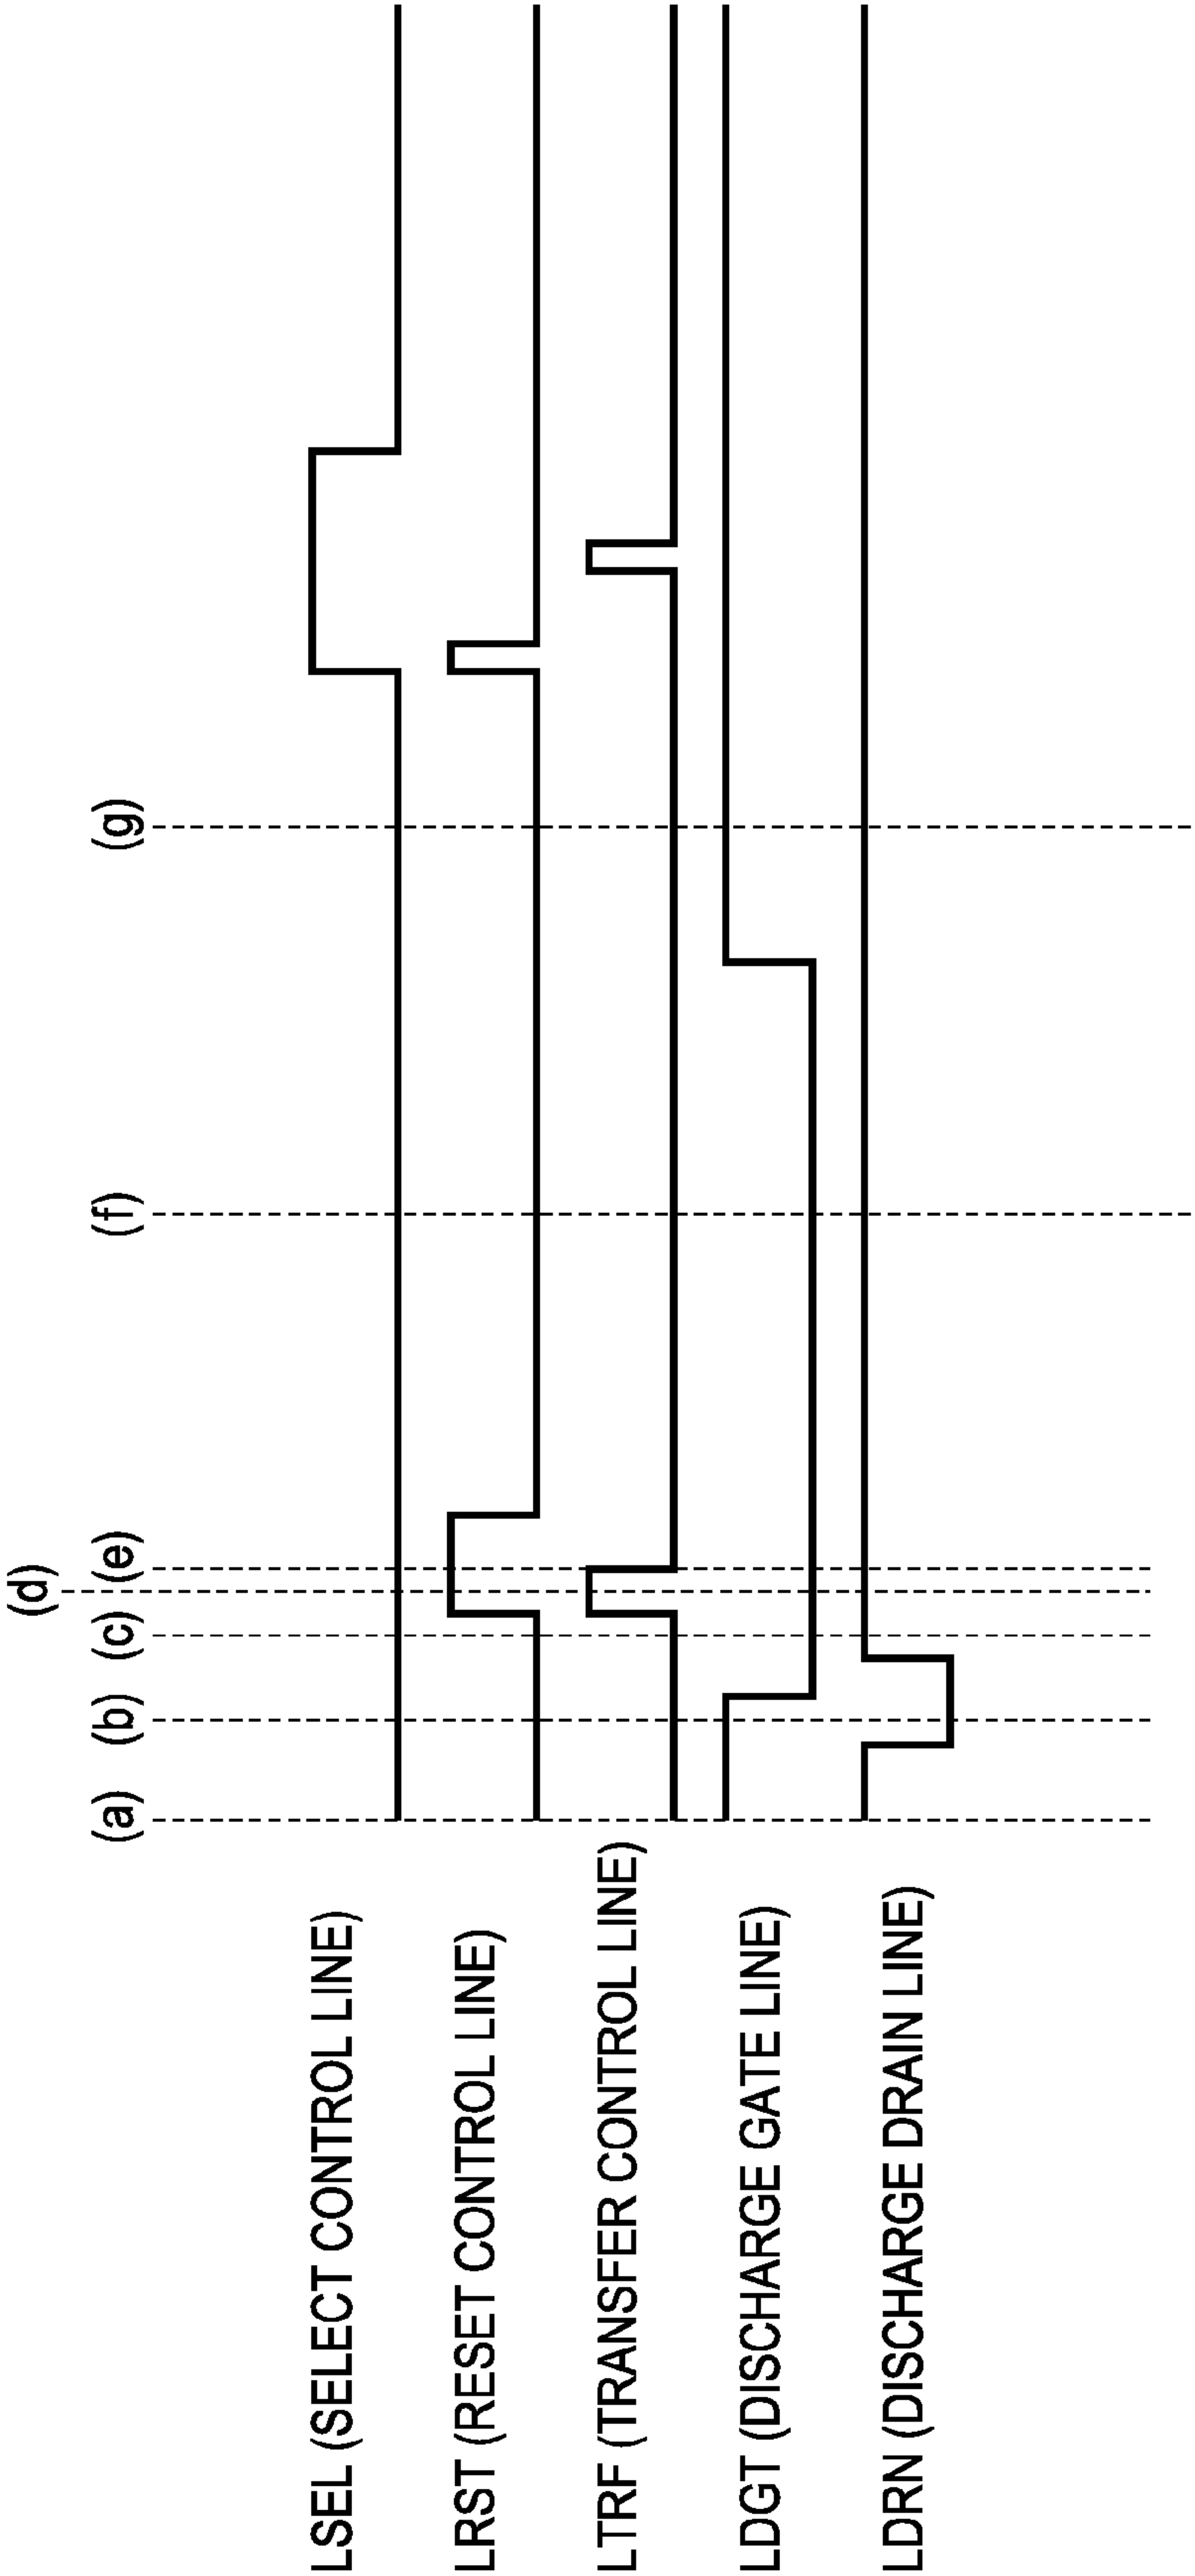 (d)
(a) (b) (c) (e) (f) (g)
LSEL (SELECT CONTROL LINE)
LRST (RESET CONTROL LINE)
LTRF (TRANSFER CONTROL LINE)
LDGT (DISCHARGE GATE LINE)
LDRN (DISCHARGE DRAIN LINE)